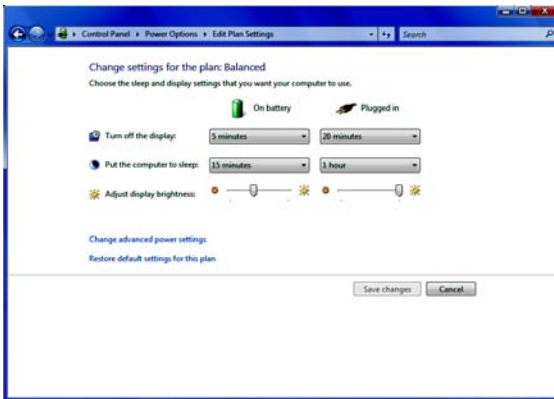 Control Panel ▸ Power Options ▸ Edit Plan Settings
Search
Change settings for the plan: Balanced
Choose the sleep and display settings that you want your computer to use.
On battery Plugged in
Turn off the display: 5 minutes 20 minutes
Put the computer to sleep: 15 minutes 1 hour
Adjust display brightness:
Change advanced power settings
Restore default settings for this plan
Save changes Cancel